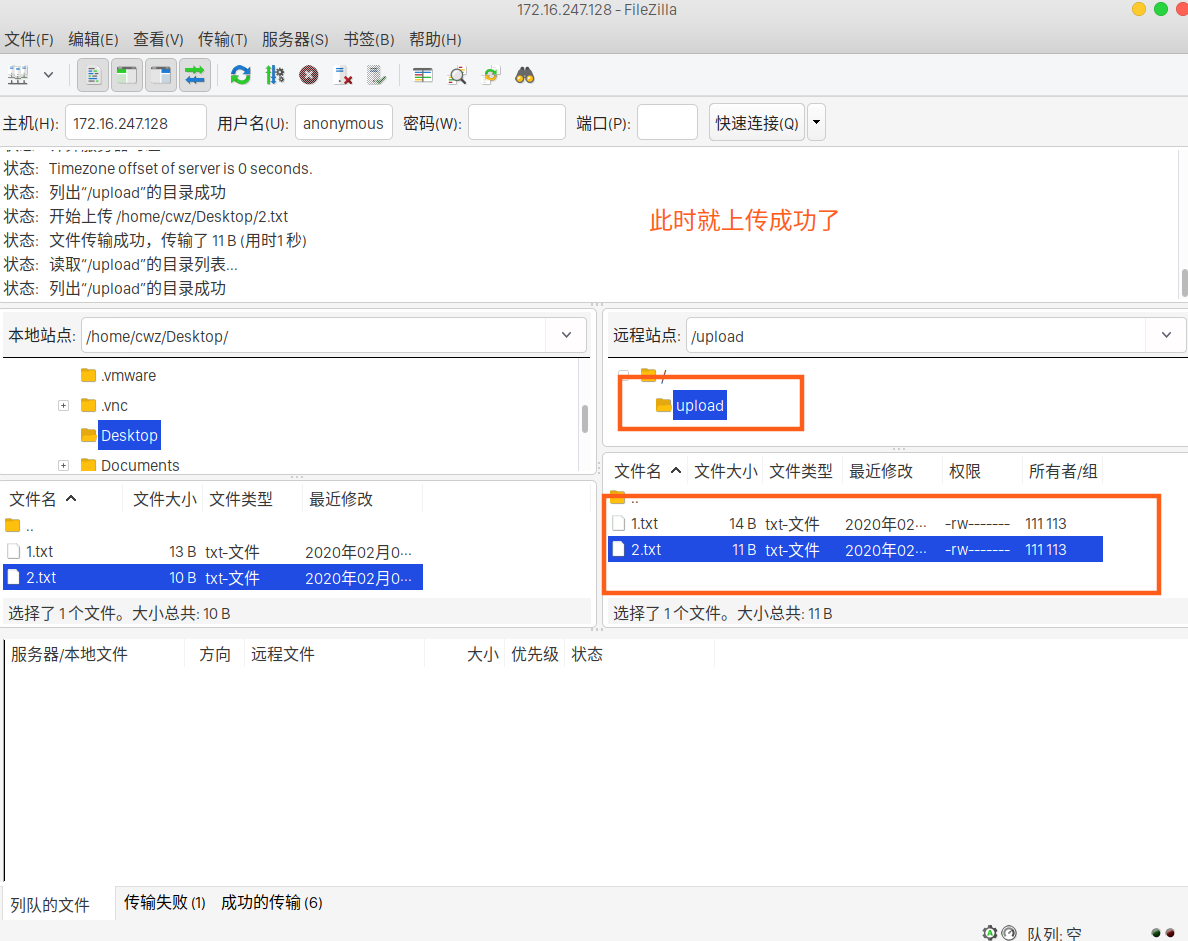 172.16.247.128 - FileZilla
文件(F) 编辑(E) 查看(V) 传输(T) 服务器(S) 书签(B) 帮助(H)
主机(H): 172.16.247.128 用户名(U): anonymous 密码(W): 端口(P): 快速连接(Q)
状态: Timezone offset of server is 0 seconds.
状态: 列出“/upload”的目录成功
状态: 开始上传 /home/cwz/Desktop/2.txt
状态: 文件传输成功，传输了 11 B (用时1 秒)
状态: 读取“/upload”的目录列表...
状态: 列出“/upload”的目录成功
此时就上传成功了
本地站点: /home/cwz/Desktop/
.vmware
.vnc
Desktop
Documents
文件名 文件大小 文件类型 最近修改
..
1.txt 13 B txt-文件 2020年02月0···
2.txt 10 B txt-文件 2020年02月0···
选择了 1 个文件。大小总共: 10 B
远程站点: /upload
/
upload
文件名 文件大小 文件类型 最近修改 权限 所有者/组
..
1.txt 14 B txt-文件 2020年02··· -rw------- 111 113
2.txt 11 B txt-文件 2020年02··· -rw------- 111 113
选择了 1 个文件。大小总共: 11 B
服务器/本地文件 方向 远程文件 大小 优先级 状态
列队的文件 传输失败 (1) 成功的传输 (6)
队列: 空